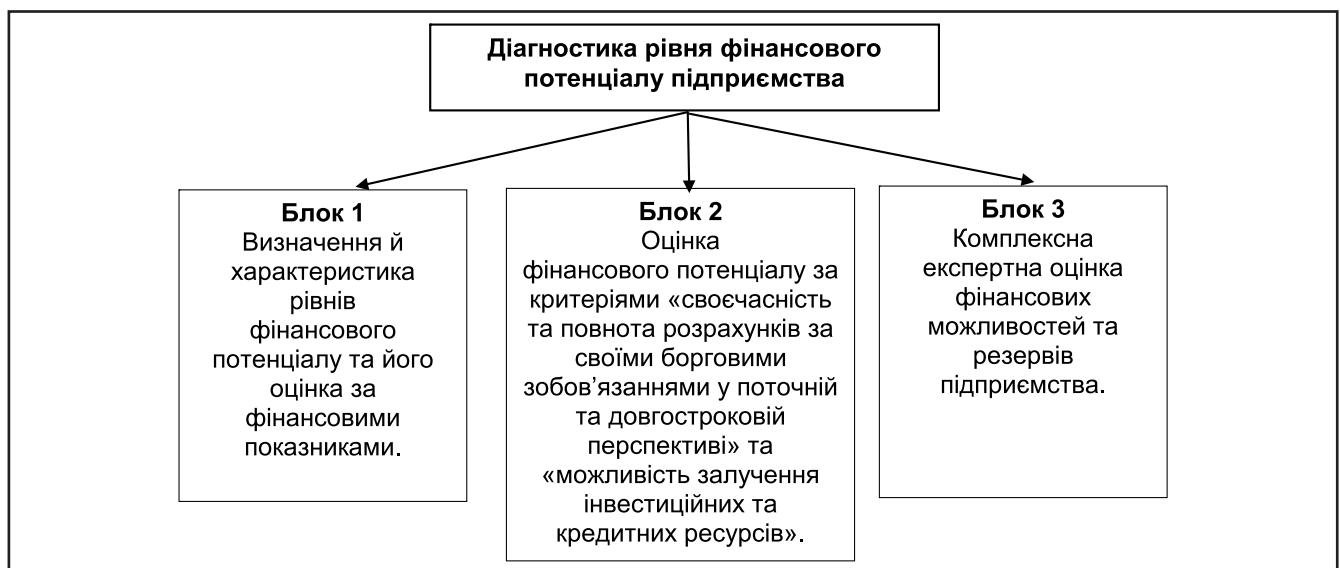 Діагностика рівня фінансового
потенціалу підприємства
Блок 1
Визначення й
характеристика
рівнів
фінансового
потенціалу та його
оцінка за
фінансовими
показниками.
Блок 2
Оцінка
фінансового потенціалу за
критеріями «своєчасність
та повнота розрахунків за
своїми борговими
зобов’язаннями у поточній
та довгостроковій
перспективі» та
«можливість залучення
інвестиційних та
кредитних ресурсів».
Блок 3
Комплексна
експертна оцінка
фінансових
можливостей та
резервів
підприємства.